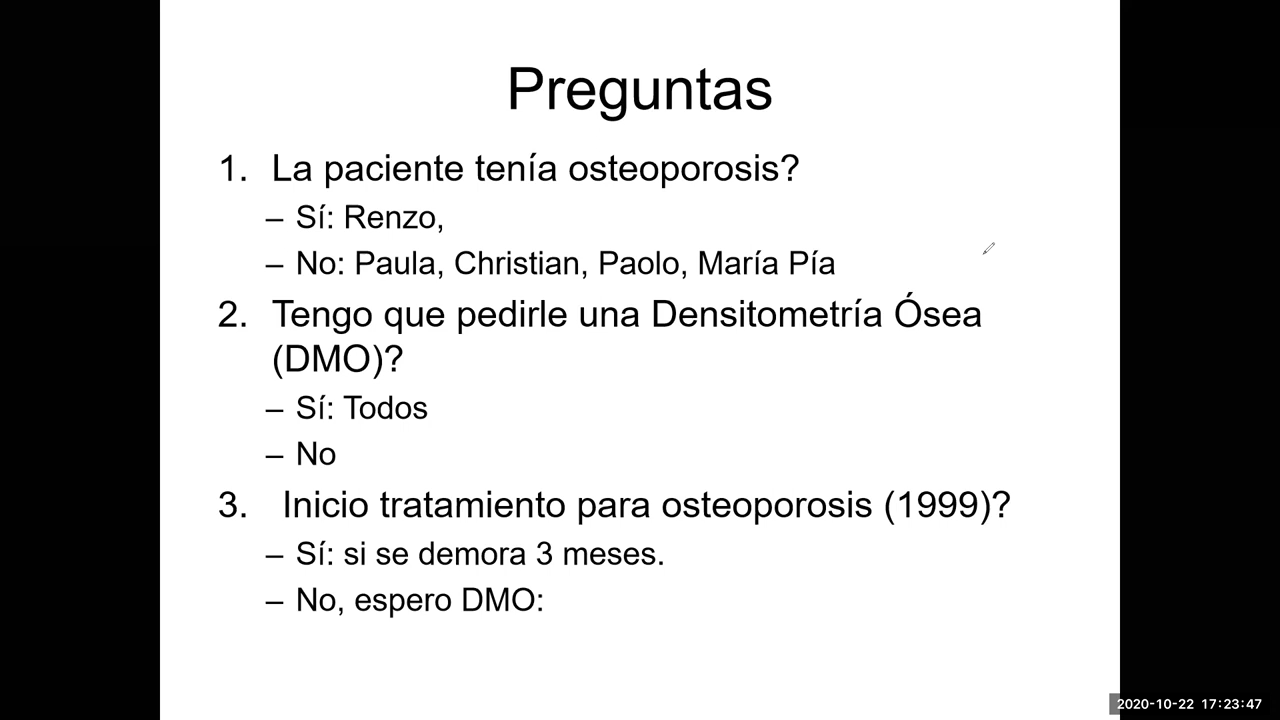 Preguntas
1. La paciente tenía osteoporosis?
– Sí: Renzo,
– No: Paula, Christian, Paolo, María Pía
2. Tengo que pedirle una Densitometría Ósea
(DMO)?
– Sí: Todos
– No
3. Inicio tratamiento para osteoporosis (1999)?
– Sí: si se demora 3 meses.
– No, espero DMO:
2020-10-22 17:23:47